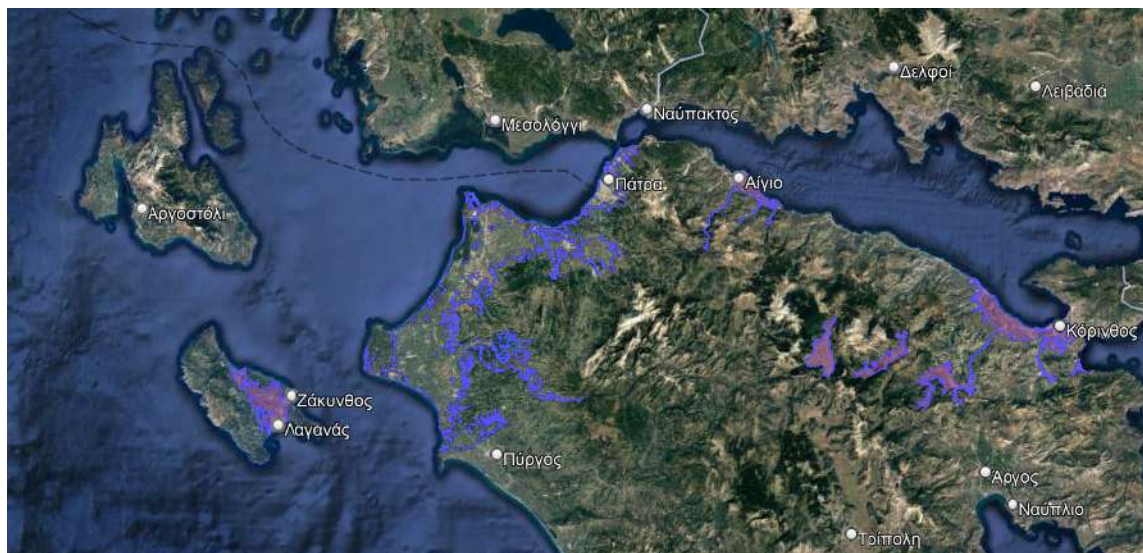 Δελφοί
Λειβαδιά
Ναύπακτος
Μεσολόγγι
Πάτρα
Αίγιο
Αργοστόλι
Κόρινθος
Ζάκυνθος
Λαγανάς
Πύργος
Άργος
Ναύπλιο
Τρίπολη